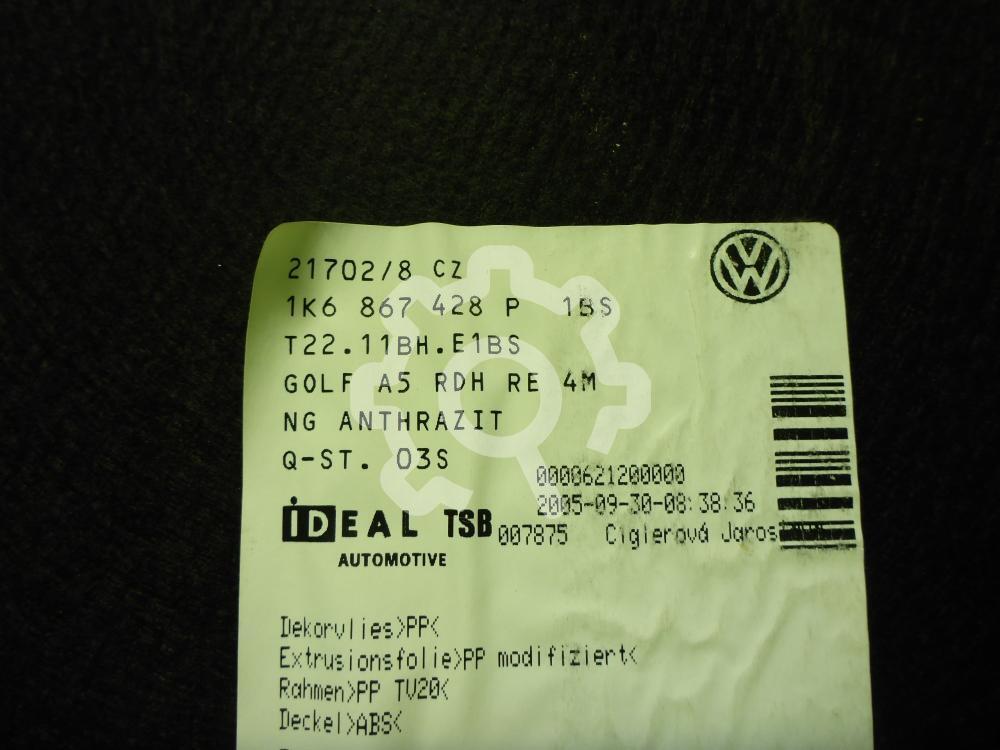 21702/8 CZ
1K6 867 428 P 1BS
T22.11BH.E1BS
GOLF A5 RDH RE 4M
NG ANTHRAZIT
Q-ST. 03S
0000621200000
2005-09-30-08:38:36
iDEAL TSB
007875 Ciglerová
AUTOMOTIVE
Dekorvlies>PP<
Extrusionsfolie>PP modifiziert<
Rahmen>PP TV20<
Deckel>ABS<